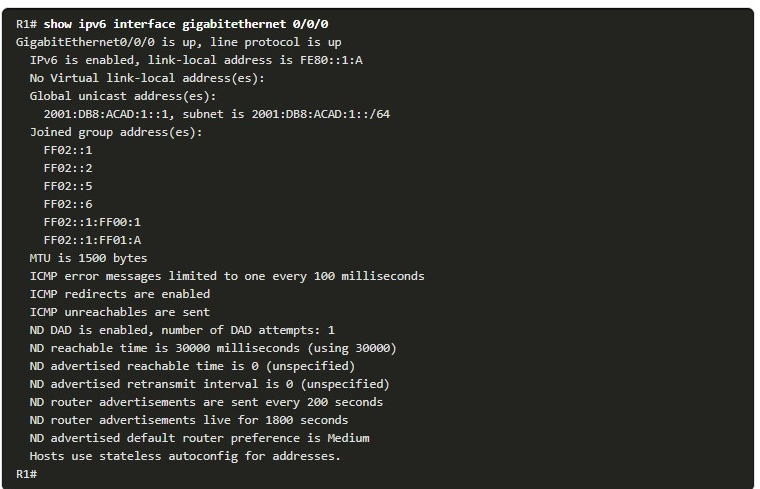 R1# show ipv6 interface gigabitethernet 0/0/0
GigabitEthernet0/0/0 is up, line protocol is up
IPv6 is enabled, link-local address is FE80::1:A
No Virtual link-local address(es):
Global unicast address(es):
2001:DB8:ACAD:1::1, subnet is 2001:DB8:ACAD:1::/64
Joined group address(es):
FF02::1
FF02::2
FF02::5
FF02::6
FF02::1:FF00:1
FF02::1:FF01:A
MTU is 1500 bytes
ICMP error messages limited to one every 100 milliseconds
ICMP redirects are enabled
ICMP unreachables are sent
ND DAD is enabled, number of DAD attempts: 1
ND reachable time is 30000 milliseconds (using 30000)
ND advertised reachable time is 0 (unspecified)
ND advertised retransmit interval is 0 (unspecified)
ND router advertisements are sent every 200 seconds
ND router advertisements live for 1800 seconds
ND advertised default router preference is Medium
Hosts use stateless autoconfig for addresses.
R1#